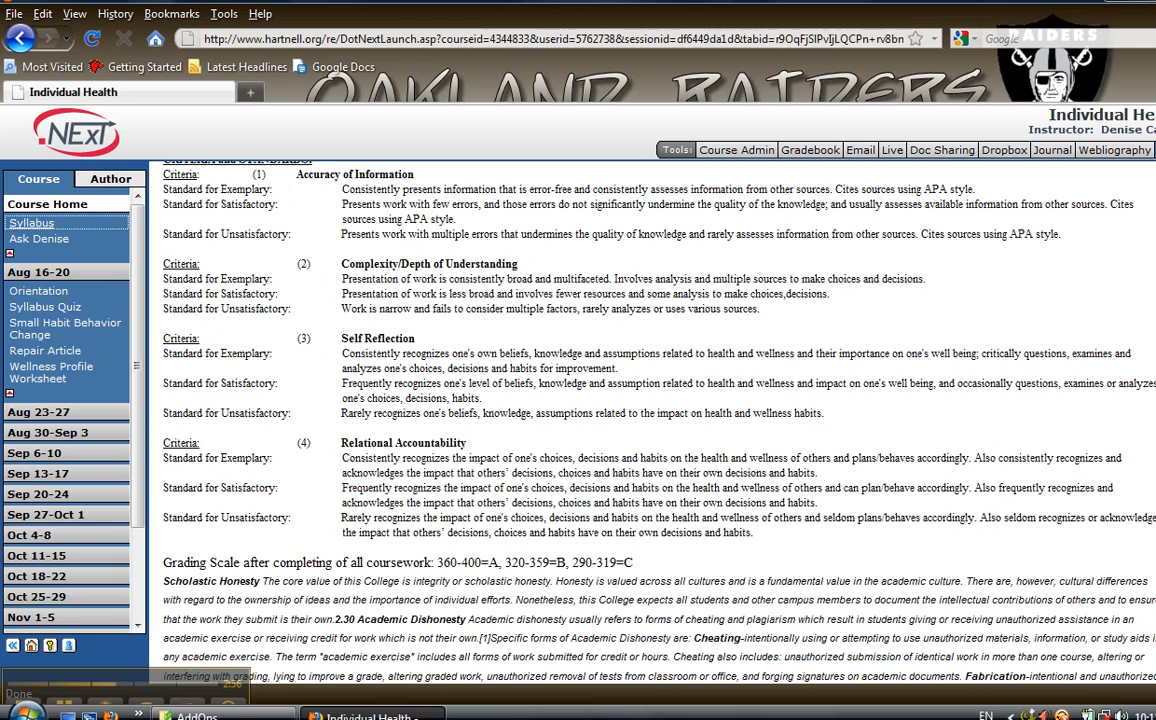 File Edit View History Bookmarks Tools Help
http://www.hartnell.org/re/DotNextLaunch.asp?courseid=4344833&userid=5762738&sessionid=df6449da1d&tabid=r9OqFjSIPvIjLQCPn+rv8bn
Google
RAIDERS
Most Visited Getting Started Latest Headlines Google Docs
OAKLAND RAIDERS
Individual Health
.NExT
Individual He
Instructor: Denise Ca
Tools: Course Admin Gradebook Email Live Doc Sharing Dropbox Journal Webliography
Course Author
Course Home
Syllabus
Ask Denise
Aug 16-20
Orientation
Syllabus Quiz
Small Habit Behavior
Change
Repair Article
Wellness Profile
Worksheet
Aug 23-27
Aug 30-Sep 3
Sep 6-10
Sep 13-17
Sep 20-24
Sep 27-Oct 1
Oct 4-8
Oct 11-15
Oct 18-22
Oct 25-29
Nov 1-5
CRITERIA and STANDARDS:
Criteria: (1) Accuracy of Information
Standard for Exemplary: Consistently presents information that is error-free and consistently assesses information from other sources. Cites sources using APA style.
Standard for Satisfactory: Presents work with few errors, and those errors do not significantly undermine the quality of the knowledge; and usually assesses available information from other sources. Cites
sources using APA style.
Standard for Unsatisfactory: Presents work with multiple errors that undermines the quality of knowledge and rarely assesses information from other sources. Cites sources using APA style.
Criteria: (2) Complexity/Depth of Understanding
Standard for Exemplary: Presentation of work is consistently broad and multifaceted. Involves analysis and multiple sources to make choices and decisions.
Standard for Satisfactory: Presentation of work is less broad and involves fewer resources and some analysis to make choices,decisions.
Standard for Unsatisfactory: Work is narrow and fails to consider multiple factors, rarely analyzes or uses various sources.
Criteria: (3) Self Reflection
Standard for Exemplary: Consistently recognizes one's own beliefs, knowledge and assumptions related to health and wellness and their importance on one's well being; critically questions, examines and
analyzes one's choices, decisions and habits for improvement.
Standard for Satisfactory: Frequently recognizes one's level of beliefs, knowledge and assumption related to health and wellness and impact on one's well being, and occasionally questions, examines or analyzes
one's choices, decisions, habits.
Standard for Unsatisfactory: Rarely recognizes one's beliefs, knowledge, assumptions related to the impact on health and wellness habits.
Criteria: (4) Relational Accountability
Standard for Exemplary: Consistently recognizes the impact of one's choices, decisions and habits on the health and wellness of others and plans/behaves accordingly. Also consistently recognizes and
acknowledges the impact that others' decisions, choices and habits have on their own decisions and habits.
Standard for Satisfactory: Frequently recognizes the impact of one's choices, decisions and habits on the health and wellness of others and can plan/behave accordingly. Also frequently recognizes and
acknowledges the impact that others' decisions, choices and habits have on their own decisions and habits.
Standard for Unsatisfactory: Rarely recognizes the impact of one's choices, decisions and habits on the health and wellness of others and seldom plans/behaves accordingly. Also seldom recognizes or acknowledge
the impact that others' decisions, choices and habits have on their own decisions and habits.
Grading Scale after completing of all coursework: 360-400=A, 320-359=B, 290-319=C
Scholastic Honesty The core value of this College is integrity or scholastic honesty. Honesty is valued across all cultures and is a fundamental value in the academic culture. There are, however, cultural differences
with regard to the ownership of ideas and the importance of individual efforts. Nonetheless, this College expects all students and other campus members to document the intellectual contributions of others and to ensur
that the work they submit is their own.2.30 Academic Dishonesty Academic dishonesty usually refers to forms of cheating and plagiarism which result in students giving or receiving unauthorized assistance in an
academic exercise or receiving credit for work which is not their own.[1]Specific forms of Academic Dishonesty are: Cheating-intentionally using or attempting to use unauthorized materials, information, or study aids i
any academic exercise. The term *academic exercise* includes all forms of work submitted for credit or hours. Cheating also includes: unauthorized submission of identical work in more than one course, altering or
interfering with grading, lying to improve a grade, altering graded work, unauthorized removal of tests from classroom or office, and forging signatures on academic documents. Fabrication-intentional and unauthorized
Done
2:56
AddOns
Individual Health -
EN
10:1